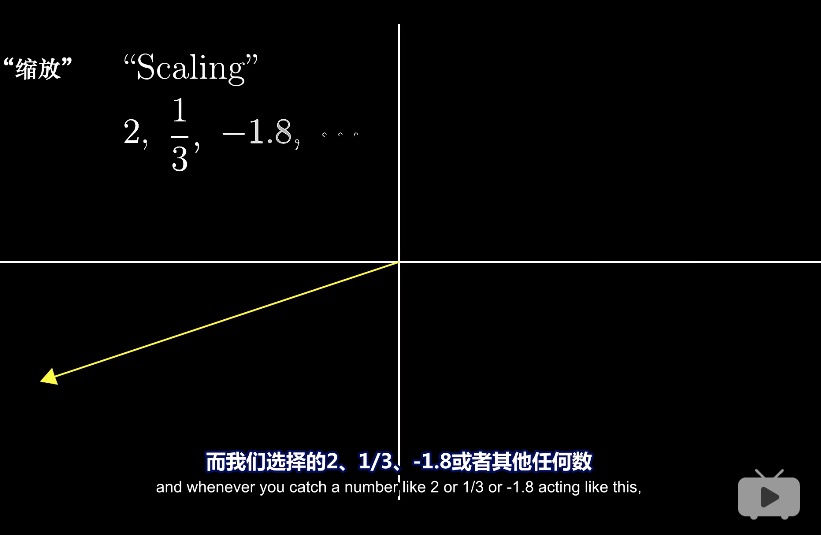 “缩放” “Scaling”
2, 1/3, −1.8, ···
而我们选择的2、1/3、-1.8或者其他任何数
and whenever you catch a number like 2 or 1/3 or -1.8 acting like this,